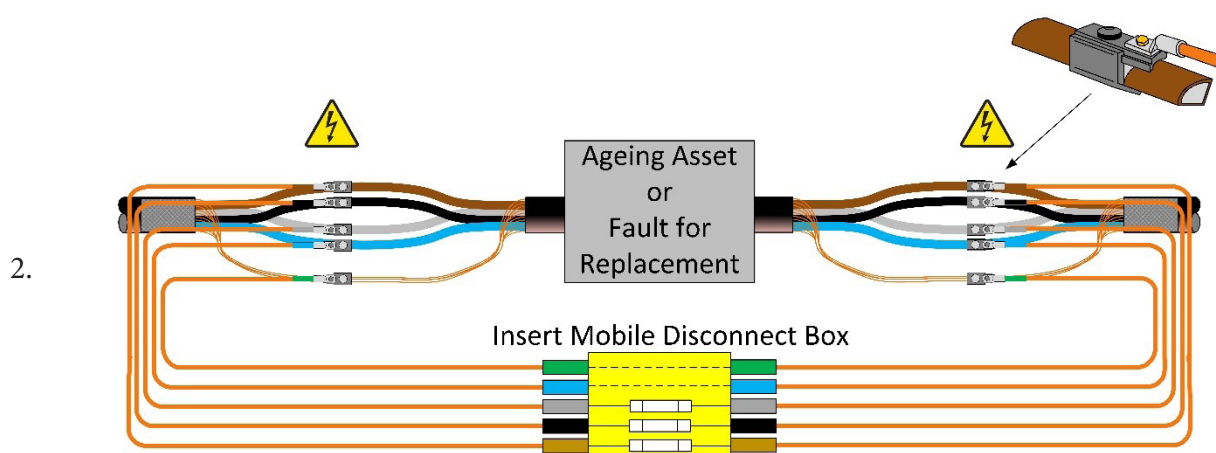 Ageing Asset
or
Fault for
Replacement
2.
Insert Mobile Disconnect Box